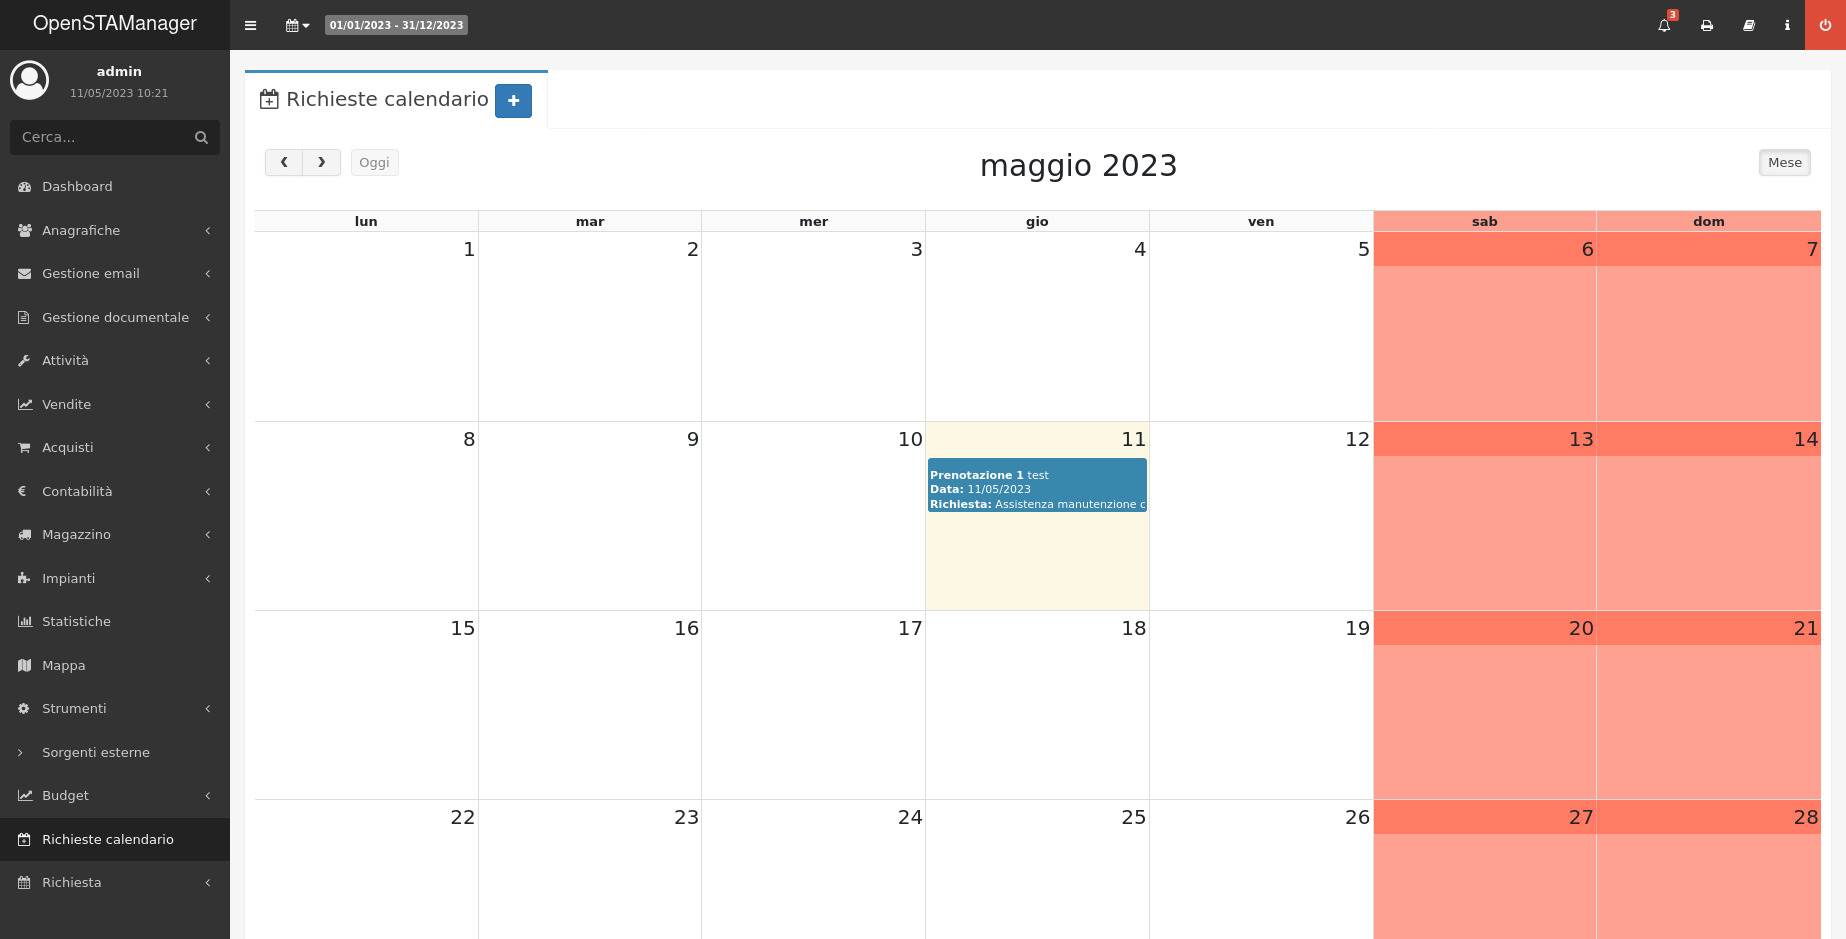 OpenSTAManager
01/01/2023 - 31/12/2023
3
admin
11/05/2023 10:21
Cerca...
Dashboard
Anagrafiche
Gestione email
Gestione documentale
Attività
Vendite
Acquisti
Contabilità
Magazzino
Impianti
Statistiche
Mappa
Strumenti
Sorgenti esterne
Budget
Richieste calendario
Richiesta
Richieste calendario
Oggi
maggio 2023
Mese
lun mar mer gio ven sab dom
1 2 3 4 5 6 7
8 9 10 11 12 13 14
Prenotazione 1 test
Data: 11/05/2023
Richiesta: Assistenza manutenzione c
15 16 17 18 19 20 21
22 23 24 25 26 27 28